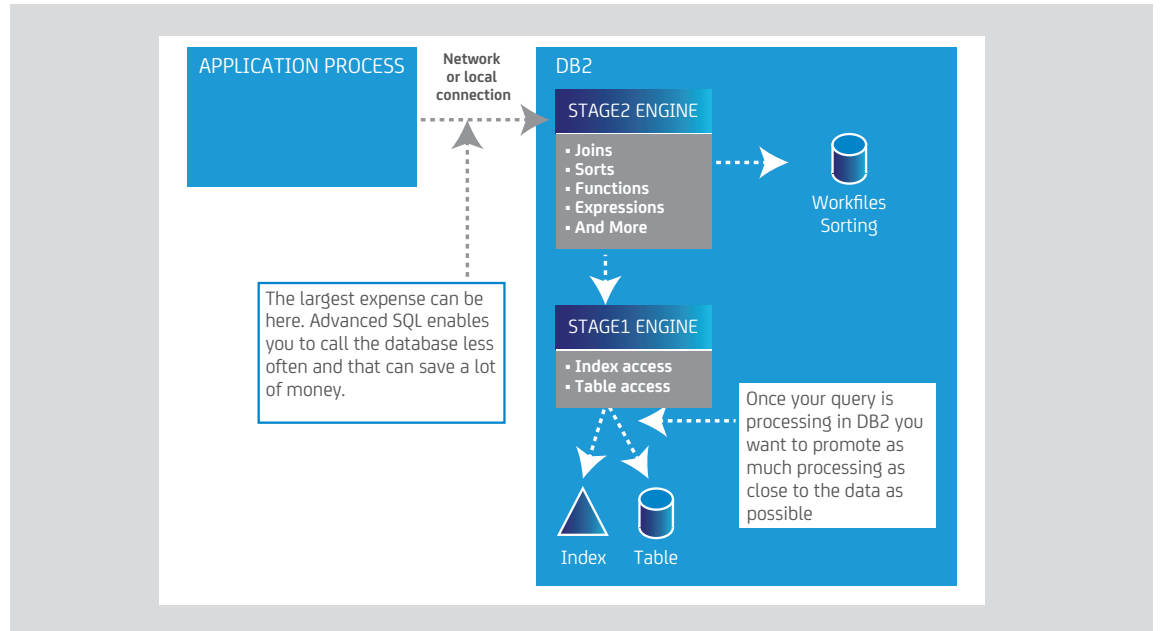 APPLICATION PROCESS
Network
or local
connection
DB2
STAGE2 ENGINE
▪ Joins
▪ Sorts
▪ Functions
▪ Expressions
▪ And More
Workfiles
Sorting
The largest expense can be
here. Advanced SQL enables
you to call the database less
often and that can save a lot
of money.
STAGE1 ENGINE
▪ Index access
▪ Table access
Once your query is
processing in DB2 you
want to promote as
much processing as
close to the data as
possible
Index
Table